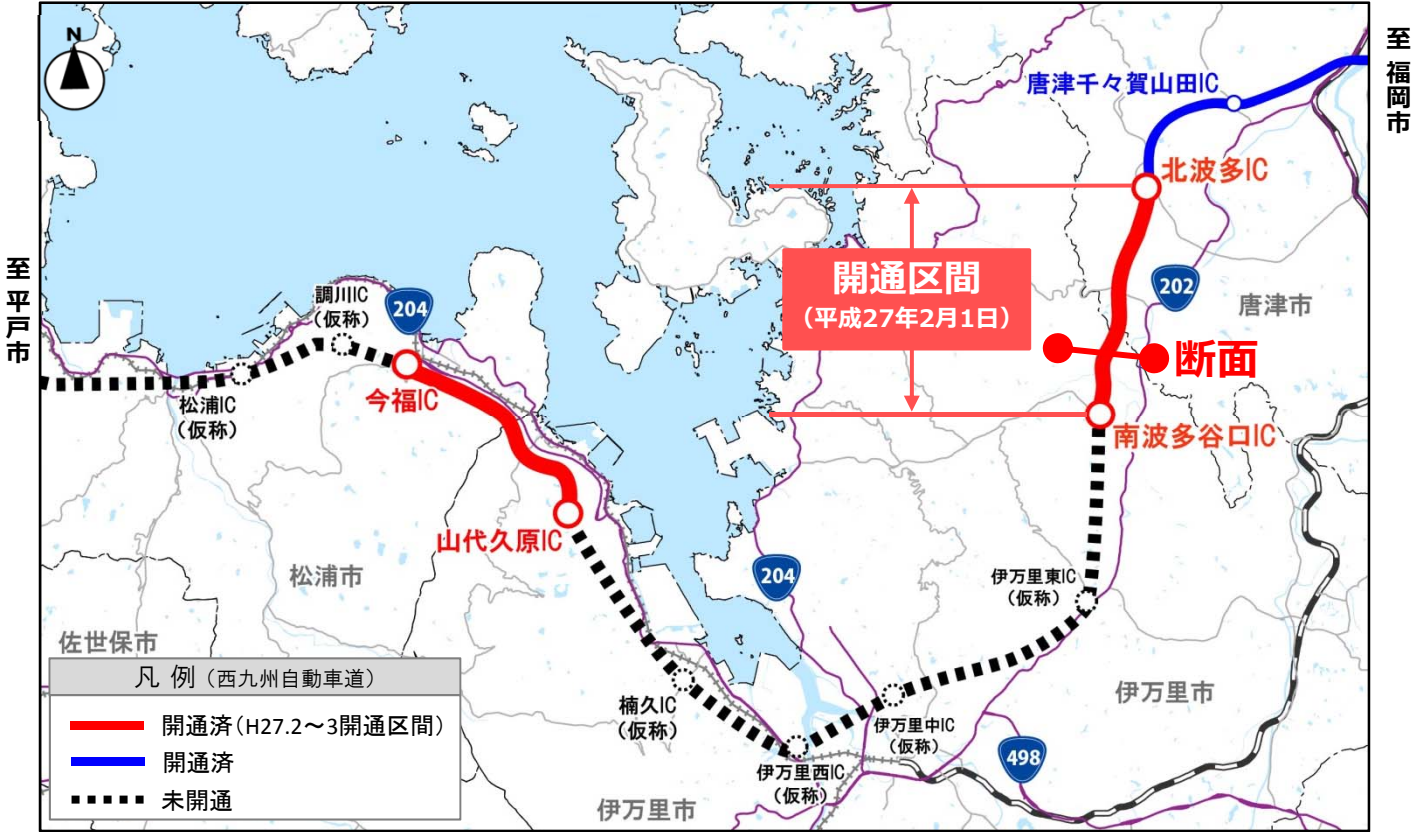 N
至福岡市
唐津千々賀山田IC
北波多IC
開通区間
（平成27年2月1日）
202
唐津市
至平戸市
調川IC
（仮称）
204
断面
今福IC
松浦IC
（仮称）
南波多谷口IC
山代久原IC
松浦市
204
伊万里東IC
（仮称）
佐世保市
凡 例（西九州自動車道）
開通済（H27.2～3開通区間）
開通済
未開通
楠久IC
（仮称）
伊万里中IC
（仮称）
伊万里市
伊万里西IC
（仮称）
498
伊万里市